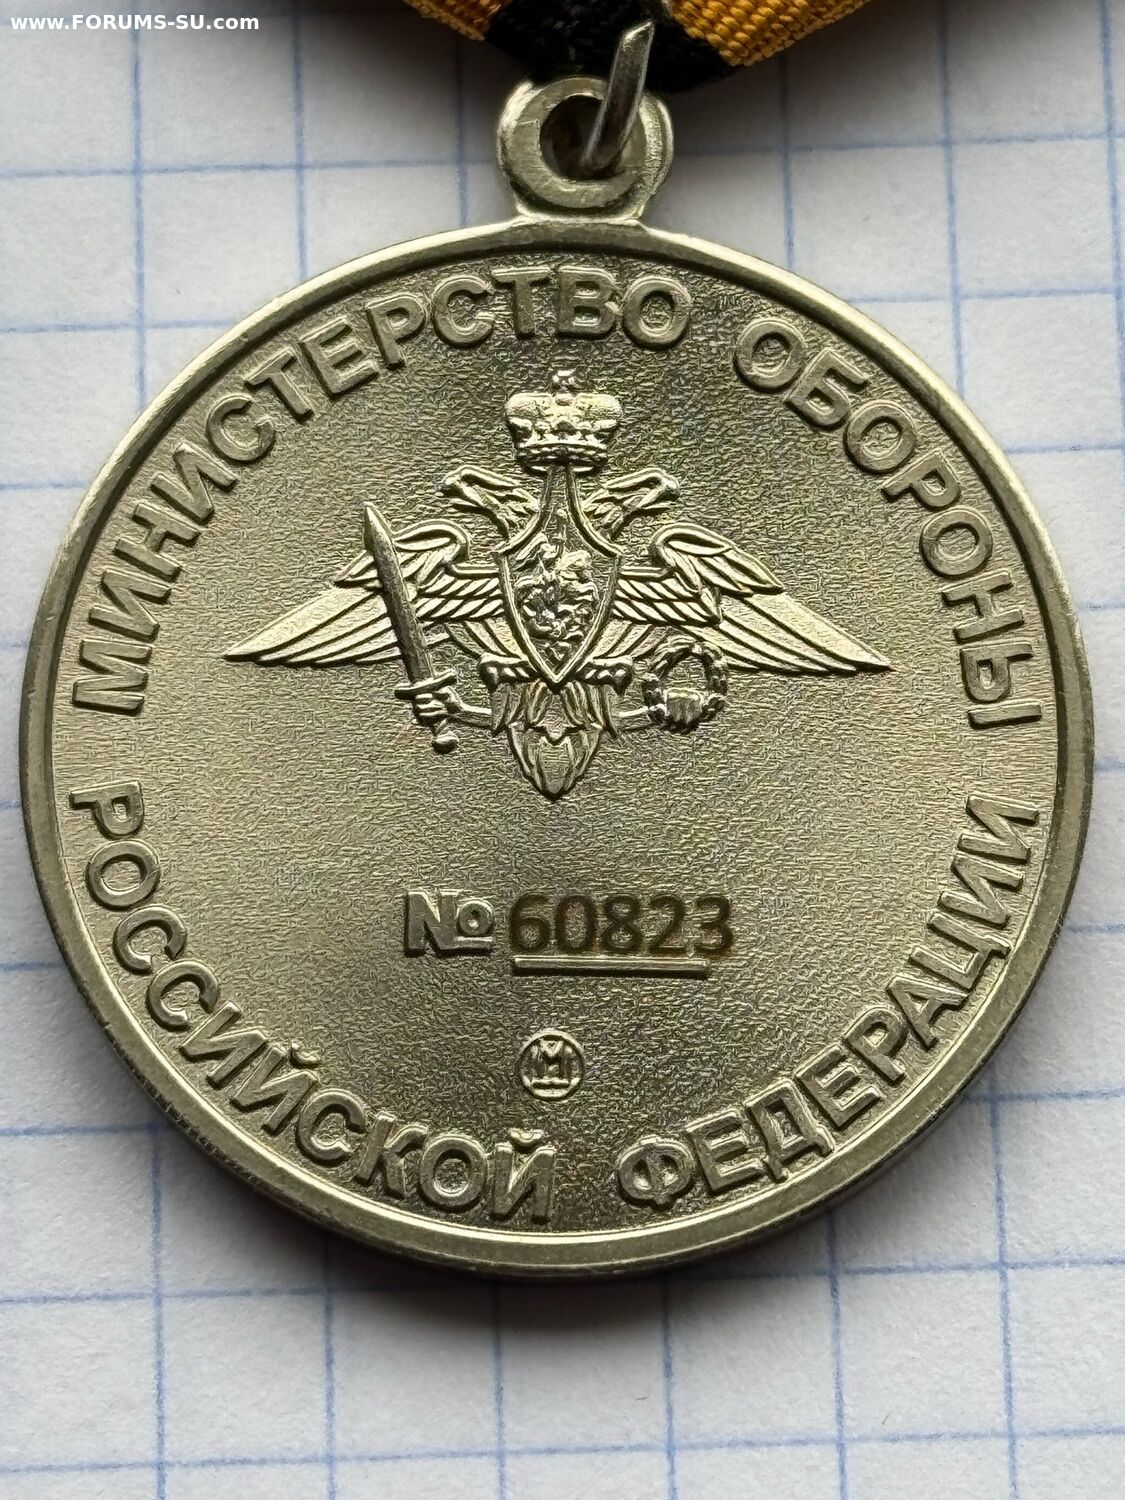 www.FORUMS-SU.com
МИНИСТЕРСТВО ОБОРОНЫ
РОССИЙСКОЙ ФЕДЕРАЦИИ
№ 60823